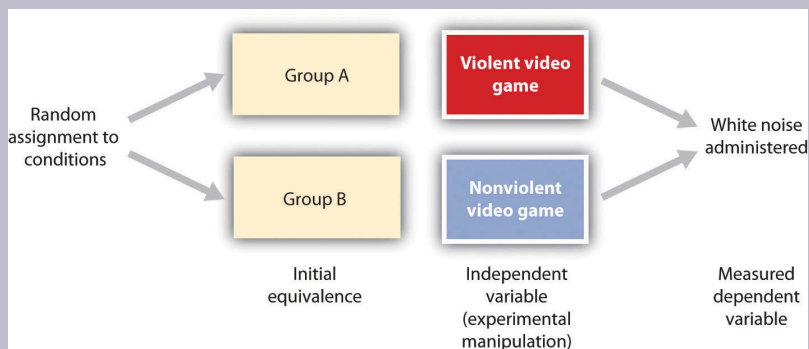 Random
assignment to
conditions
Group A
Group B
Initial
equivalence
Violent video
game
Nonviolent
video game
Independent
variable
(experimental
manipulation)
White noise
administered
Measured
dependent
variable